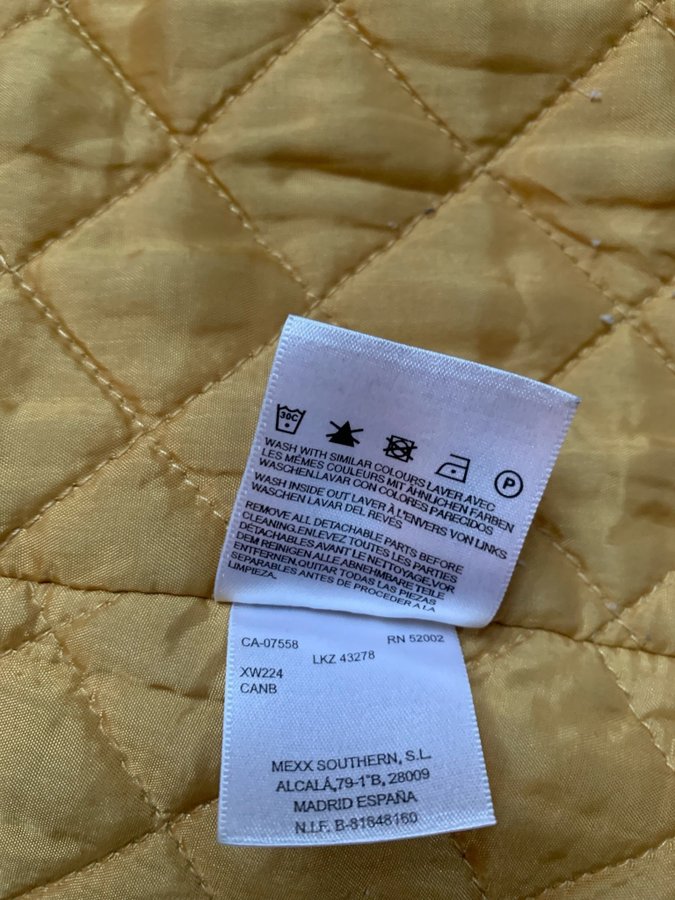 30C
P
WASH WITH SIMILAR COLOURS LAVER AVEC
LES MÊMES COULEURS MIT ÄHNLICHEN FARBEN
WASCHEN.LAVAR CON COLORES PARECIDOS
WASH INSIDE OUT LAVER À L'ENVERS VON LINKS
WASCHEN LAVAR DEL REVÉS
REMOVE ALL DETACHABLE PARTS BEFORE
CLEANING.ENLEVEZ TOUTES LES PARTIES
DETACHABLES AVANT LE NETTOYAGE.VOR
DEM REINIGEN ALLE ABNEHMBARE TEILE
ENTFERNEN.QUITAR TODAS LAS PIEZAS
SEPARABLES ANTES DE PROCEDER A LA
LIMPIEZA.
CA-07558 RN 52002
LKZ 43278
XW224
CANB
MEXX SOUTHERN, S.L.
ALCALÁ,79-1°B, 28009
MADRID ESPAÑA
N.I.F. B-81848160